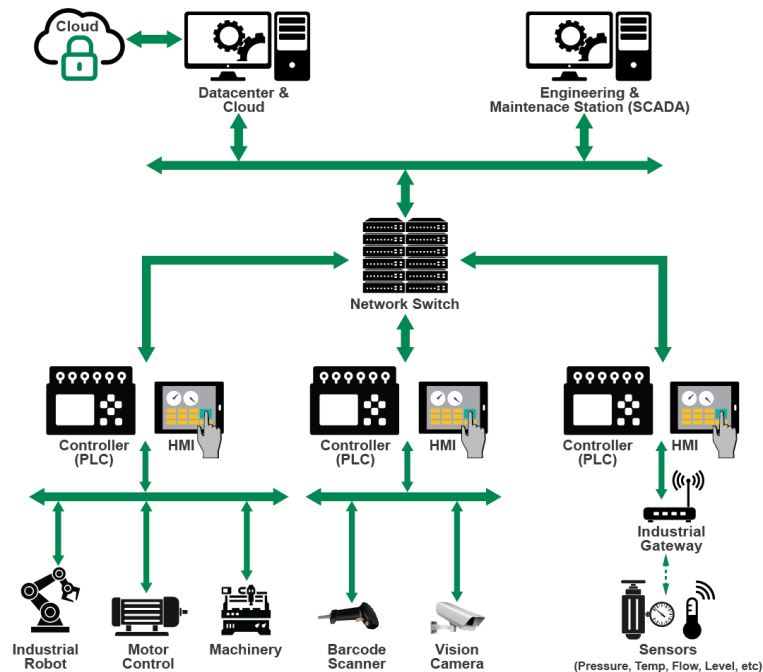 Cloud
Datacenter &
Cloud
Engineering &
Maintenace Station (SCADA)
Network Switch
Controller
(PLC)
HMI
Controller
(PLC)
HMI
Controller
(PLC)
HMI
Industrial
Gateway
Industrial
Robot
Motor
Control
Machinery
Barcode
Scanner
Vision
Camera
Sensors
(Pressure, Temp, Flow, Level, etc)